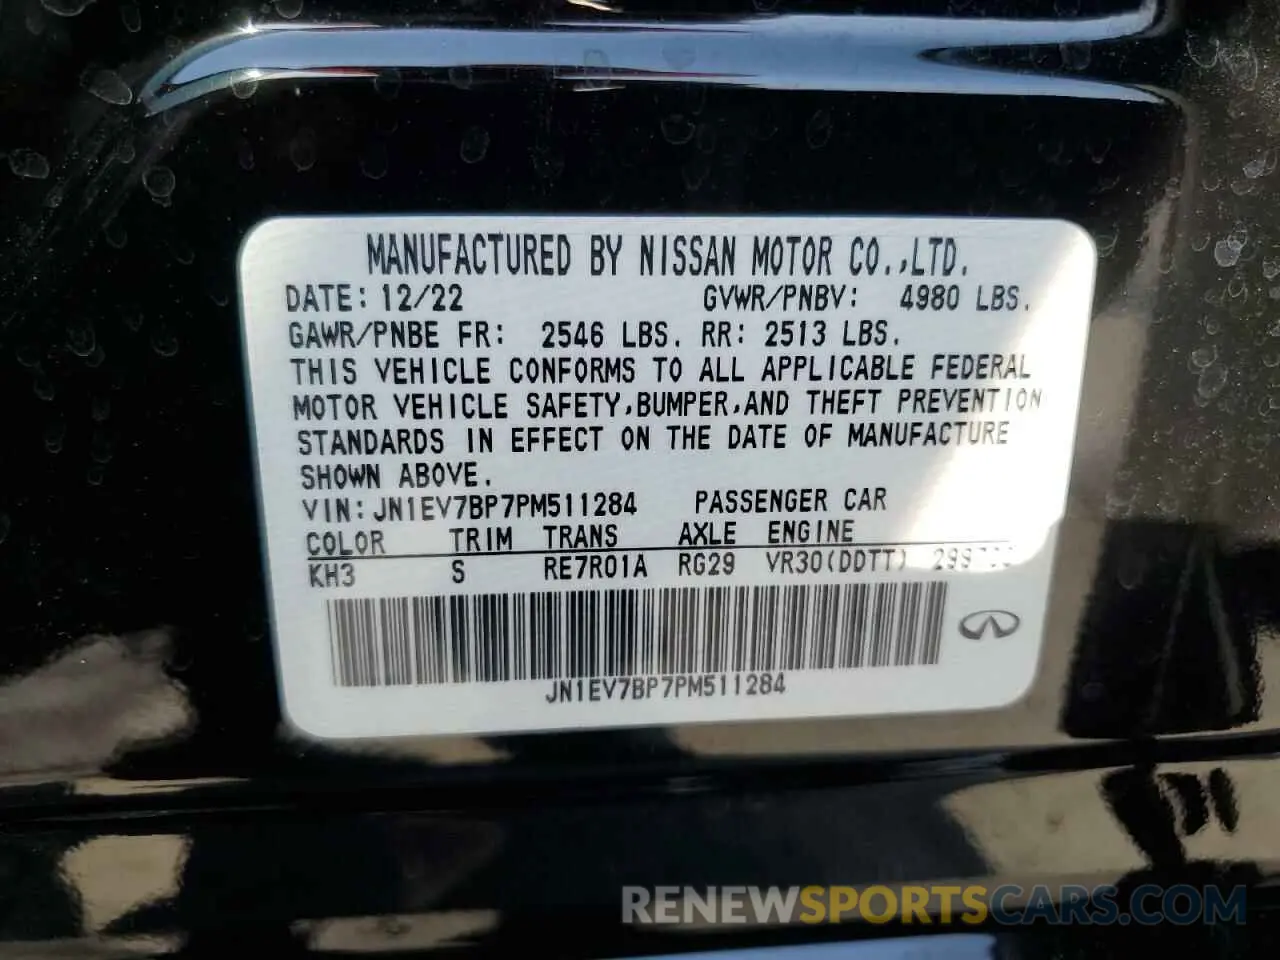 MANUFACTURED BY NISSAN MOTOR CO.,LTD.
DATE: 12/22 GVWR/PNBV: 4980 LBS.
GAWR/PNBE FR: 2546 LBS. RR: 2513 LBS.
THIS VEHICLE CONFORMS TO ALL APPLICABLE FEDERAL
MOTOR VEHICLE SAFETY,BUMPER,AND THEFT PREVENTION
STANDARDS IN EFFECT ON THE DATE OF MANUFACTURE
SHOWN ABOVE.
VIN: JN1EV7BP7PM511284 PASSENGER CAR
COLOR TRIM TRANS AXLE ENGINE
KH3 S RE7R01A RG29 VR30(DDTT)
JN1EV7BP7PM511284
RENEWSPORTSCARS.COM